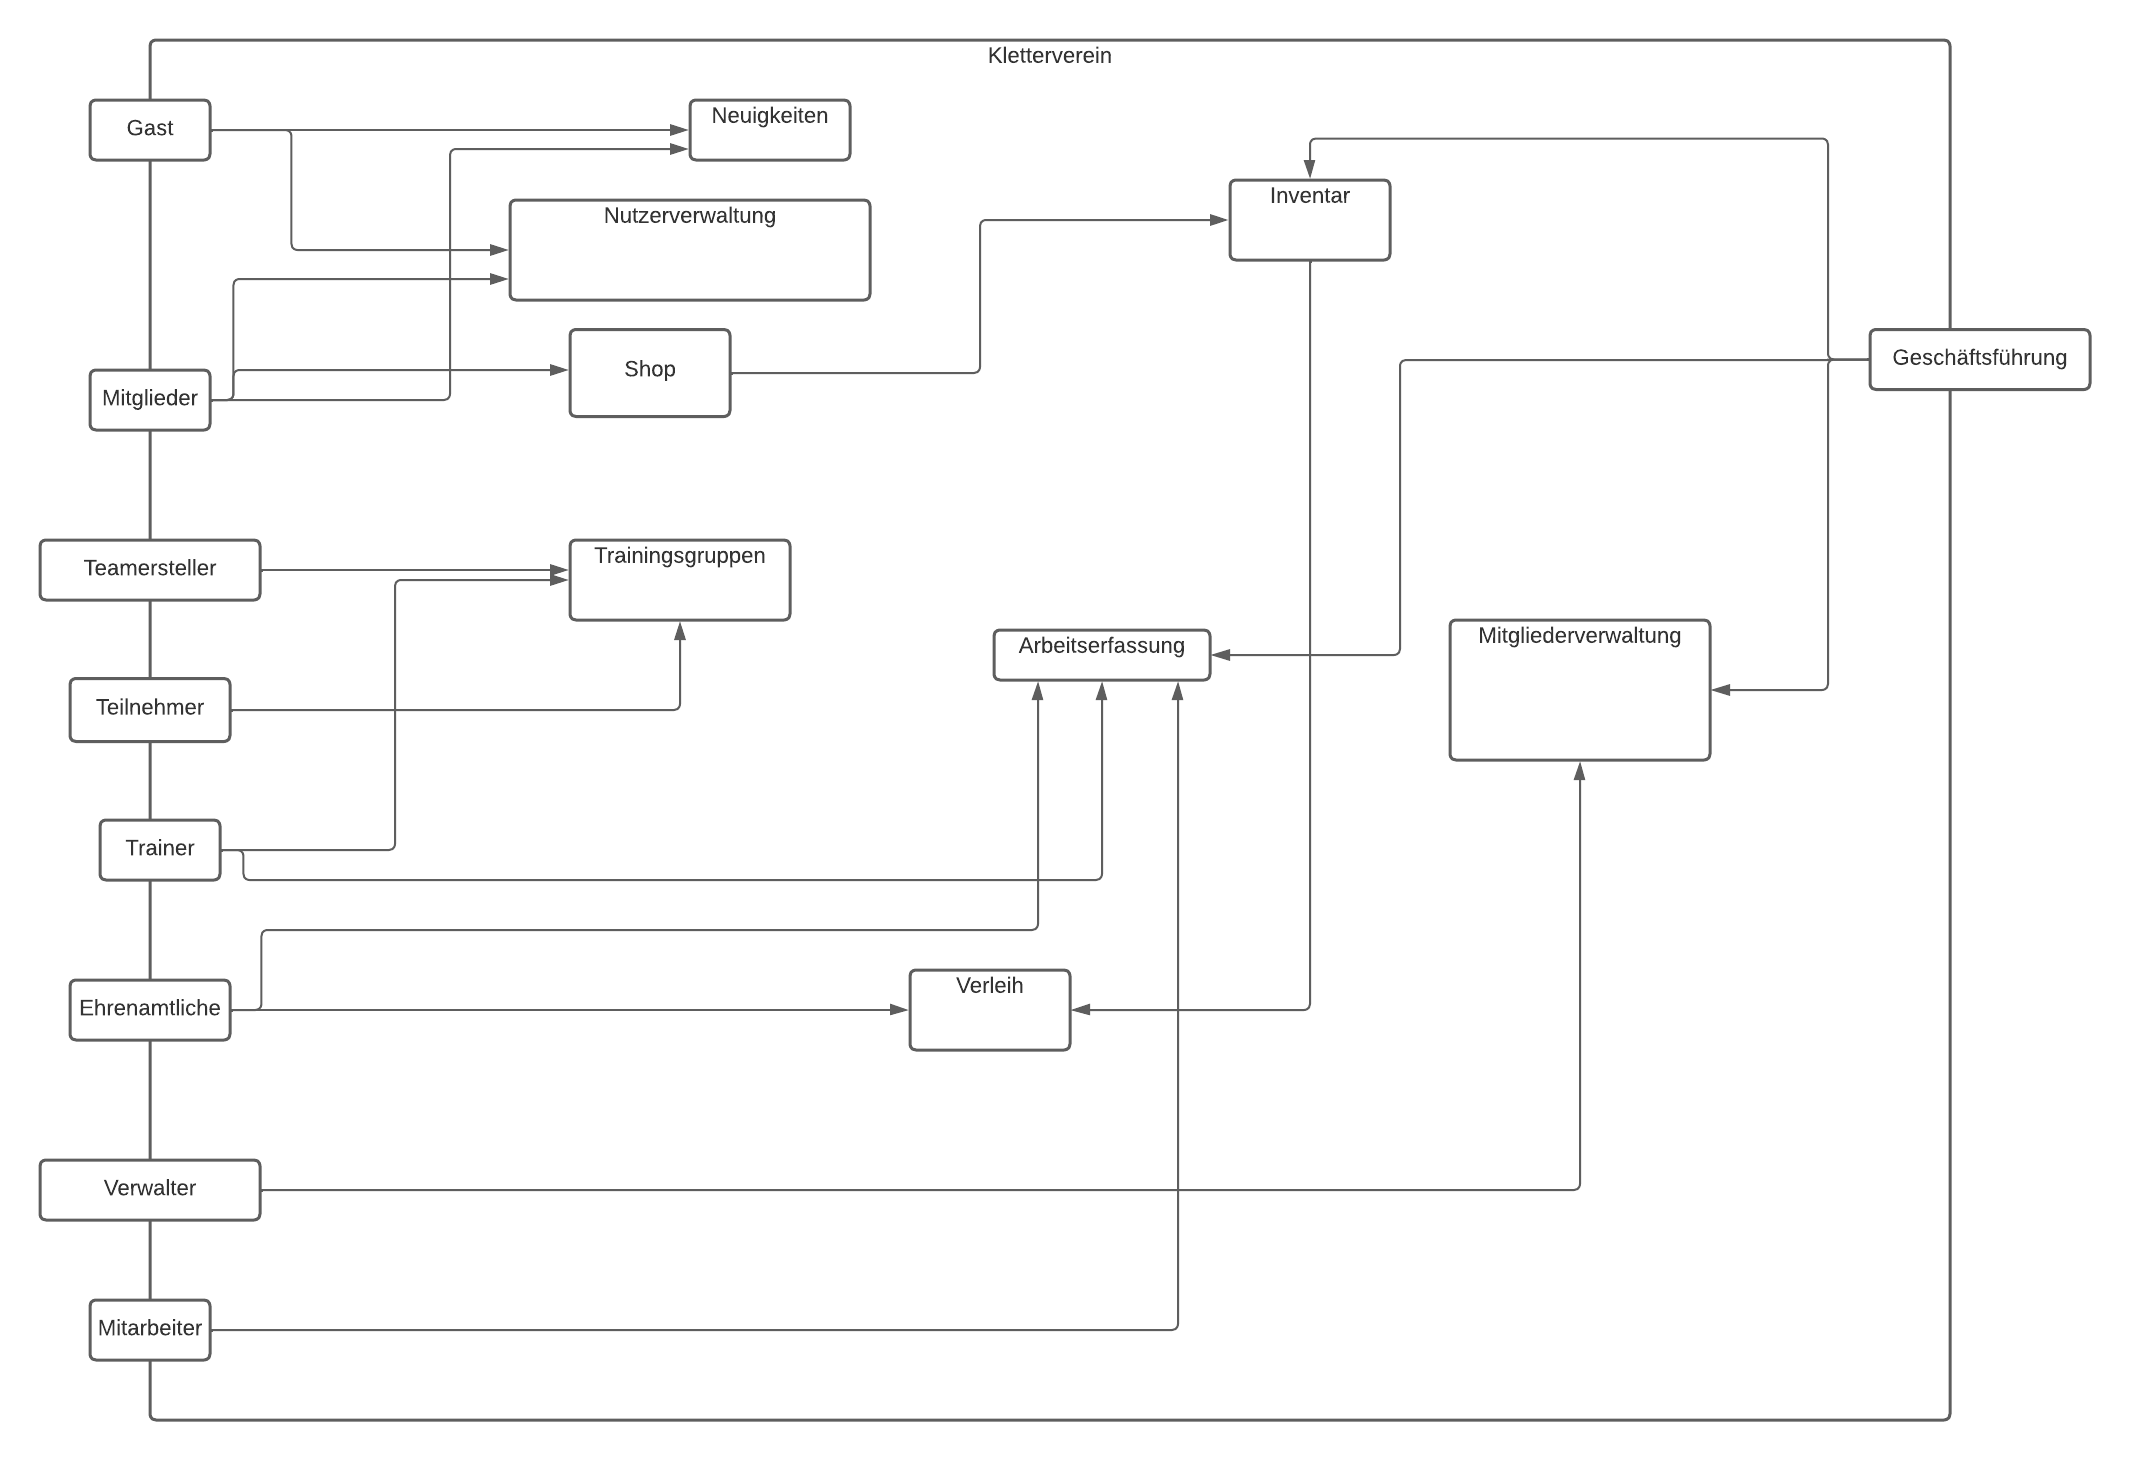 Kletterverein
Gast
Neuigkeiten
Inventar
Nutzerverwaltung
Geschäftsführung
Shop
Mitglieder
Trainingsgruppen
Teamersteller
Mitgliederverwaltung
Arbeitserfassung
Teilnehmer
Trainer
Verleih
Ehrenamtliche
Verwalter
Mitarbeiter